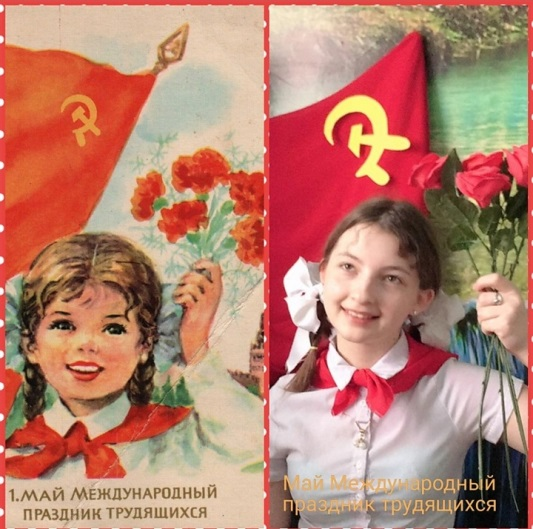 1.МАЙ МЕЖДУНАРОДНЫЙ
ПРАЗДНИК ТРУДЯЩИХСЯ
Май Международный
праздник трудящихся